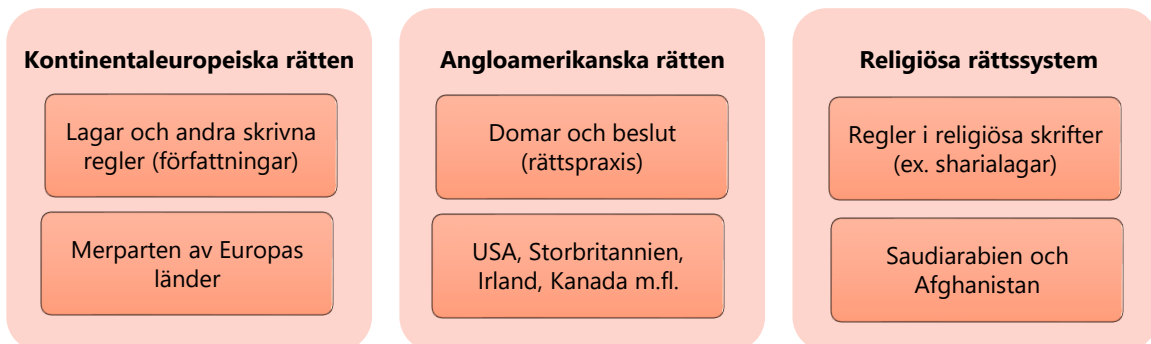 Kontinentaleuropeiska rätten
Lagar och andra skrivna
regler (författningar)
Merparten av Europas
länder
Angloamerikanska rätten
Domar och beslut
(rättspraxis)
USA, Storbritannien,
Irland, Kanada m.fl.
Religiösa rättssystem
Regler i religiösa skrifter
(ex. sharialagar)
Saudiarabien och
Afghanistan